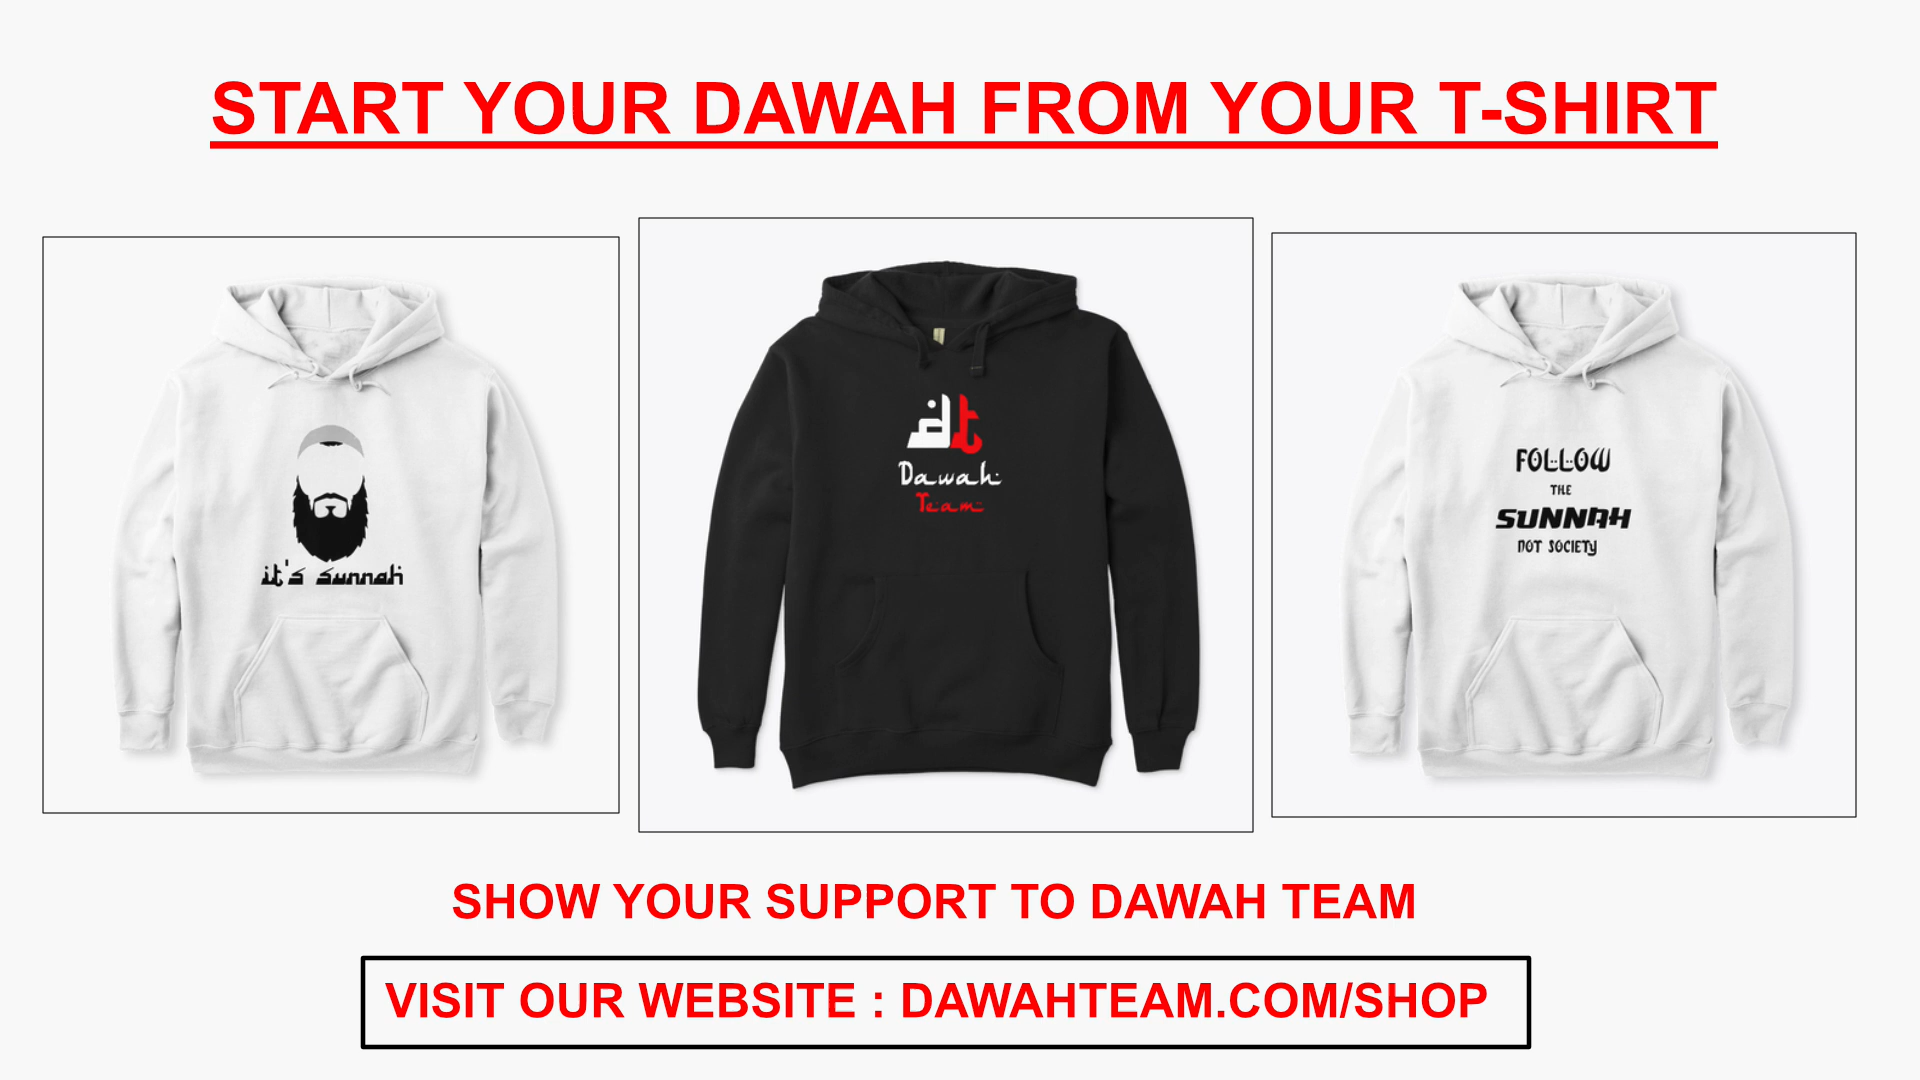 START YOUR DAWAH FROM YOUR T-SHIRT
it's sunnah
dt
Dawah
Team
FOLLOW
THE
SUNNAH
NOT SOCIETY
SHOW YOUR SUPPORT TO DAWAH TEAM
VISIT OUR WEBSITE : DAWAHTEAM.COM/SHOP